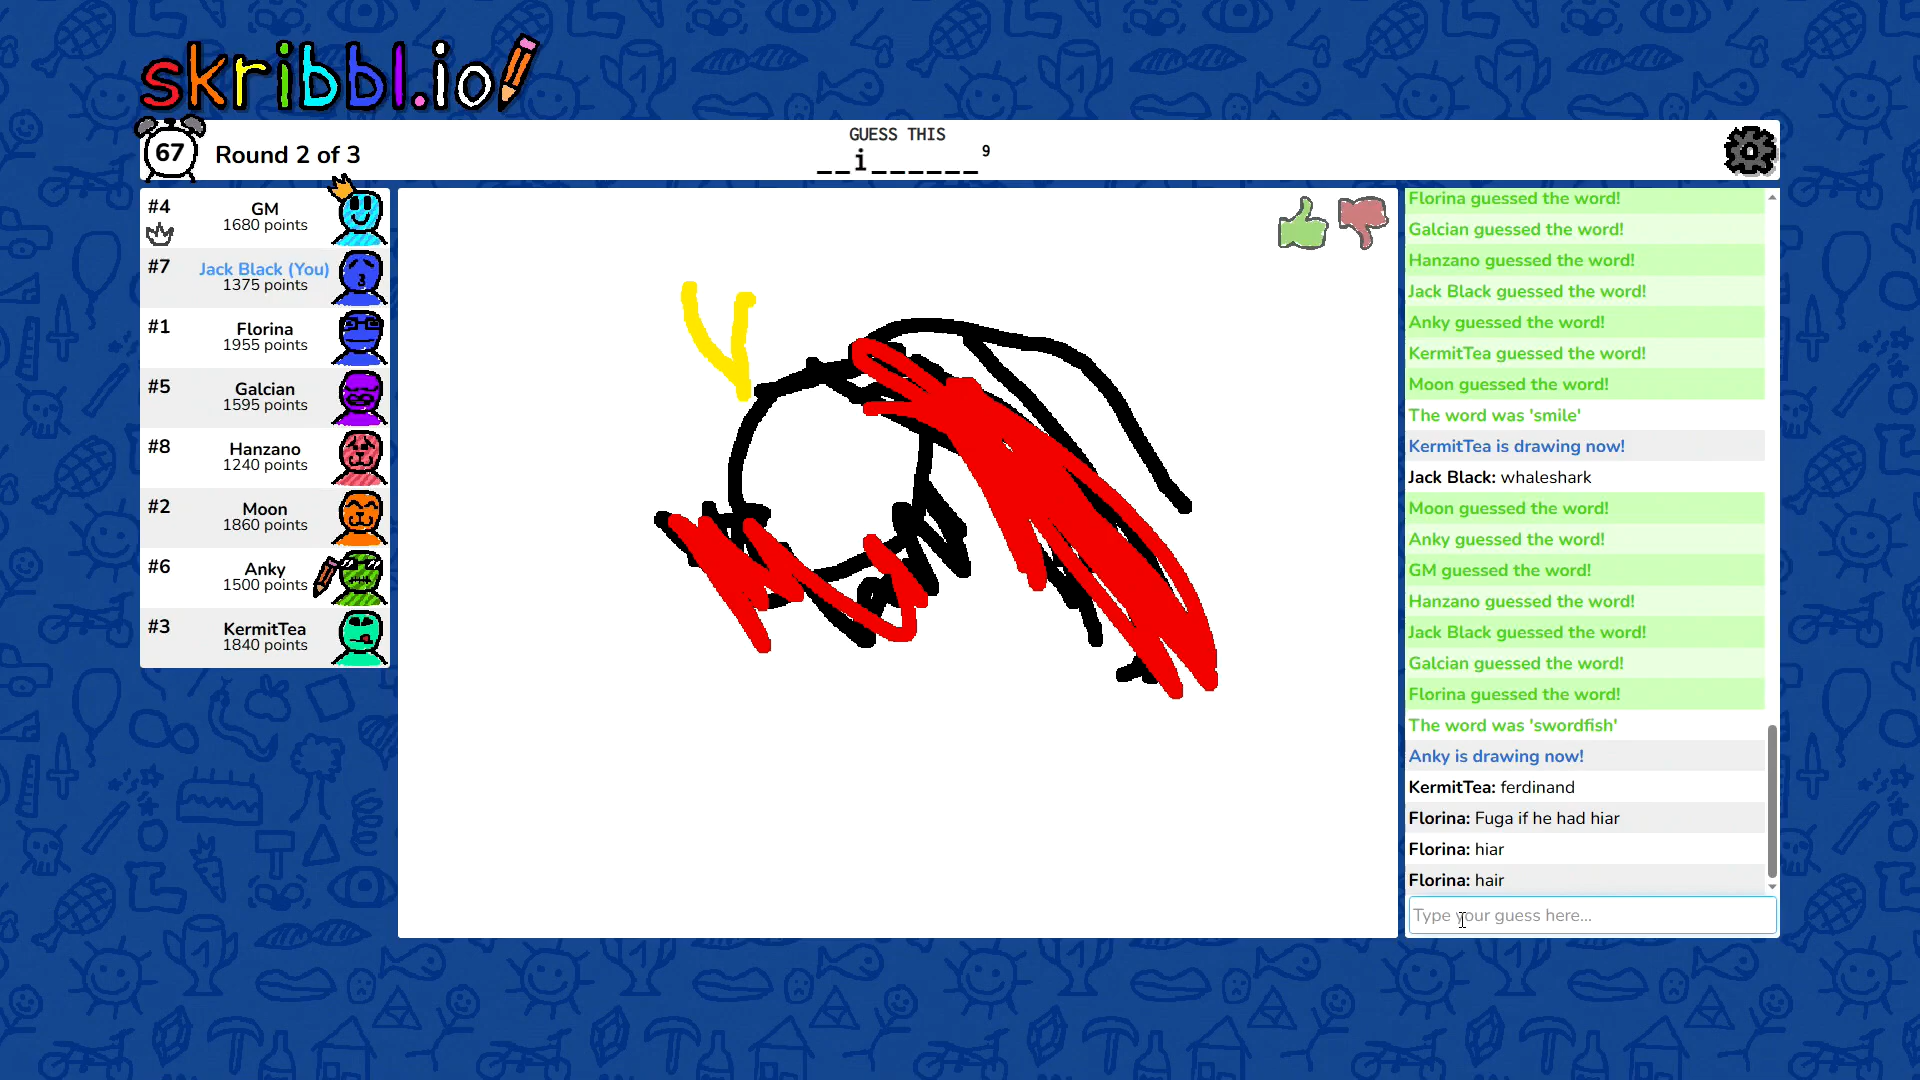 skribbl.io
67
Round 2 of 3
GUESS THIS
__i______ 9
#4
GM
1680 points
#7
Jack Black (You)
1375 points
#1
Florina
1955 points
#5
Galcian
1595 points
#8
Hanzano
1240 points
#2
Moon
1860 points
#6
Anky
1500 points
#3
KermitTea
1840 points
Florina guessed the word!
Galcian guessed the word!
Hanzano guessed the word!
Jack Black guessed the word!
Anky guessed the word!
KermitTea guessed the word!
Moon guessed the word!
The word was 'smile'
KermitTea is drawing now!
Jack Black: whaleshark
Moon guessed the word!
Anky guessed the word!
GM guessed the word!
Hanzano guessed the word!
Jack Black guessed the word!
Galcian guessed the word!
Florina guessed the word!
The word was 'swordfish'
Anky is drawing now!
KermitTea: ferdinand
Florina: Fuga if he had hiar
Florina: hiar
Florina: hair
Type your guess here...